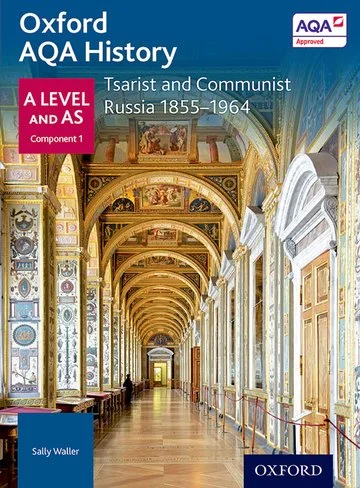 Oxford
AQA History
AQA
Approved
A LEVEL
AND AS
Component 1
Tsarist and Communist
Russia 1855–1964
Sally Waller
OXFORD